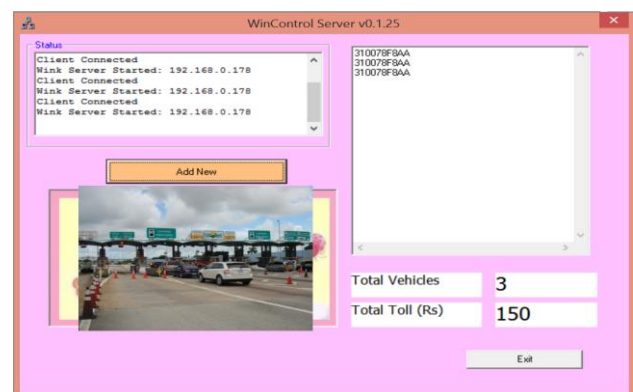 WinControl Server v0.1.25
Status
Client Connected
Wink Server Started: 192.168.0.178
Client Connected
Wink Server Started: 192.168.0.178
Client Connected
Wink Server Started: 192.168.0.178
310078F8AA
310078F8AA
310078F8AA
Add New
Total Vehicles 3
Total Toll (Rs) 150
Exit